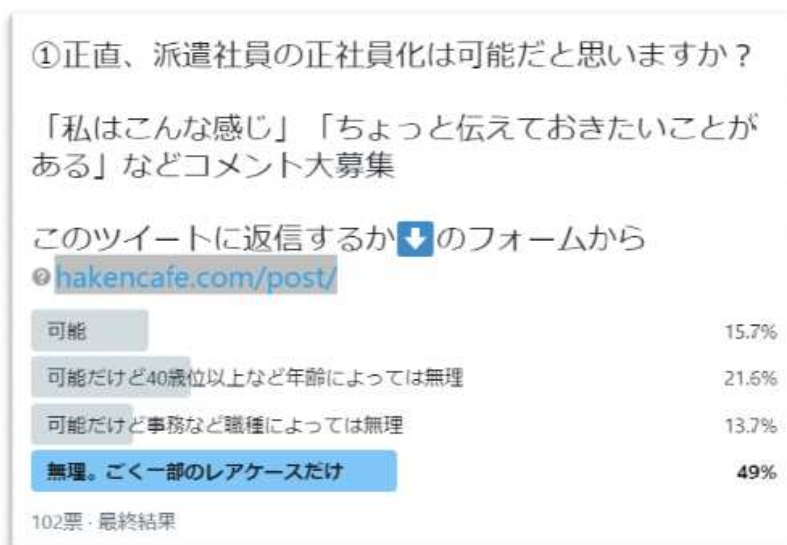 ①正直、派遣社員の正社員化は可能だと思いますか？
「私はこんな感じ」「ちょっと伝えておきたいことが
ある」などコメント大募集
このツイートに返信するか⬇のフォームから
hakencafe.com/post/
可能 15.7%
可能だけど40歳位以上など年齢によっては無理 21.6%
可能だけど事務など職種によっては無理 13.7%
無理。ごく一部のレアケースだけ 49%
102票·最終結果